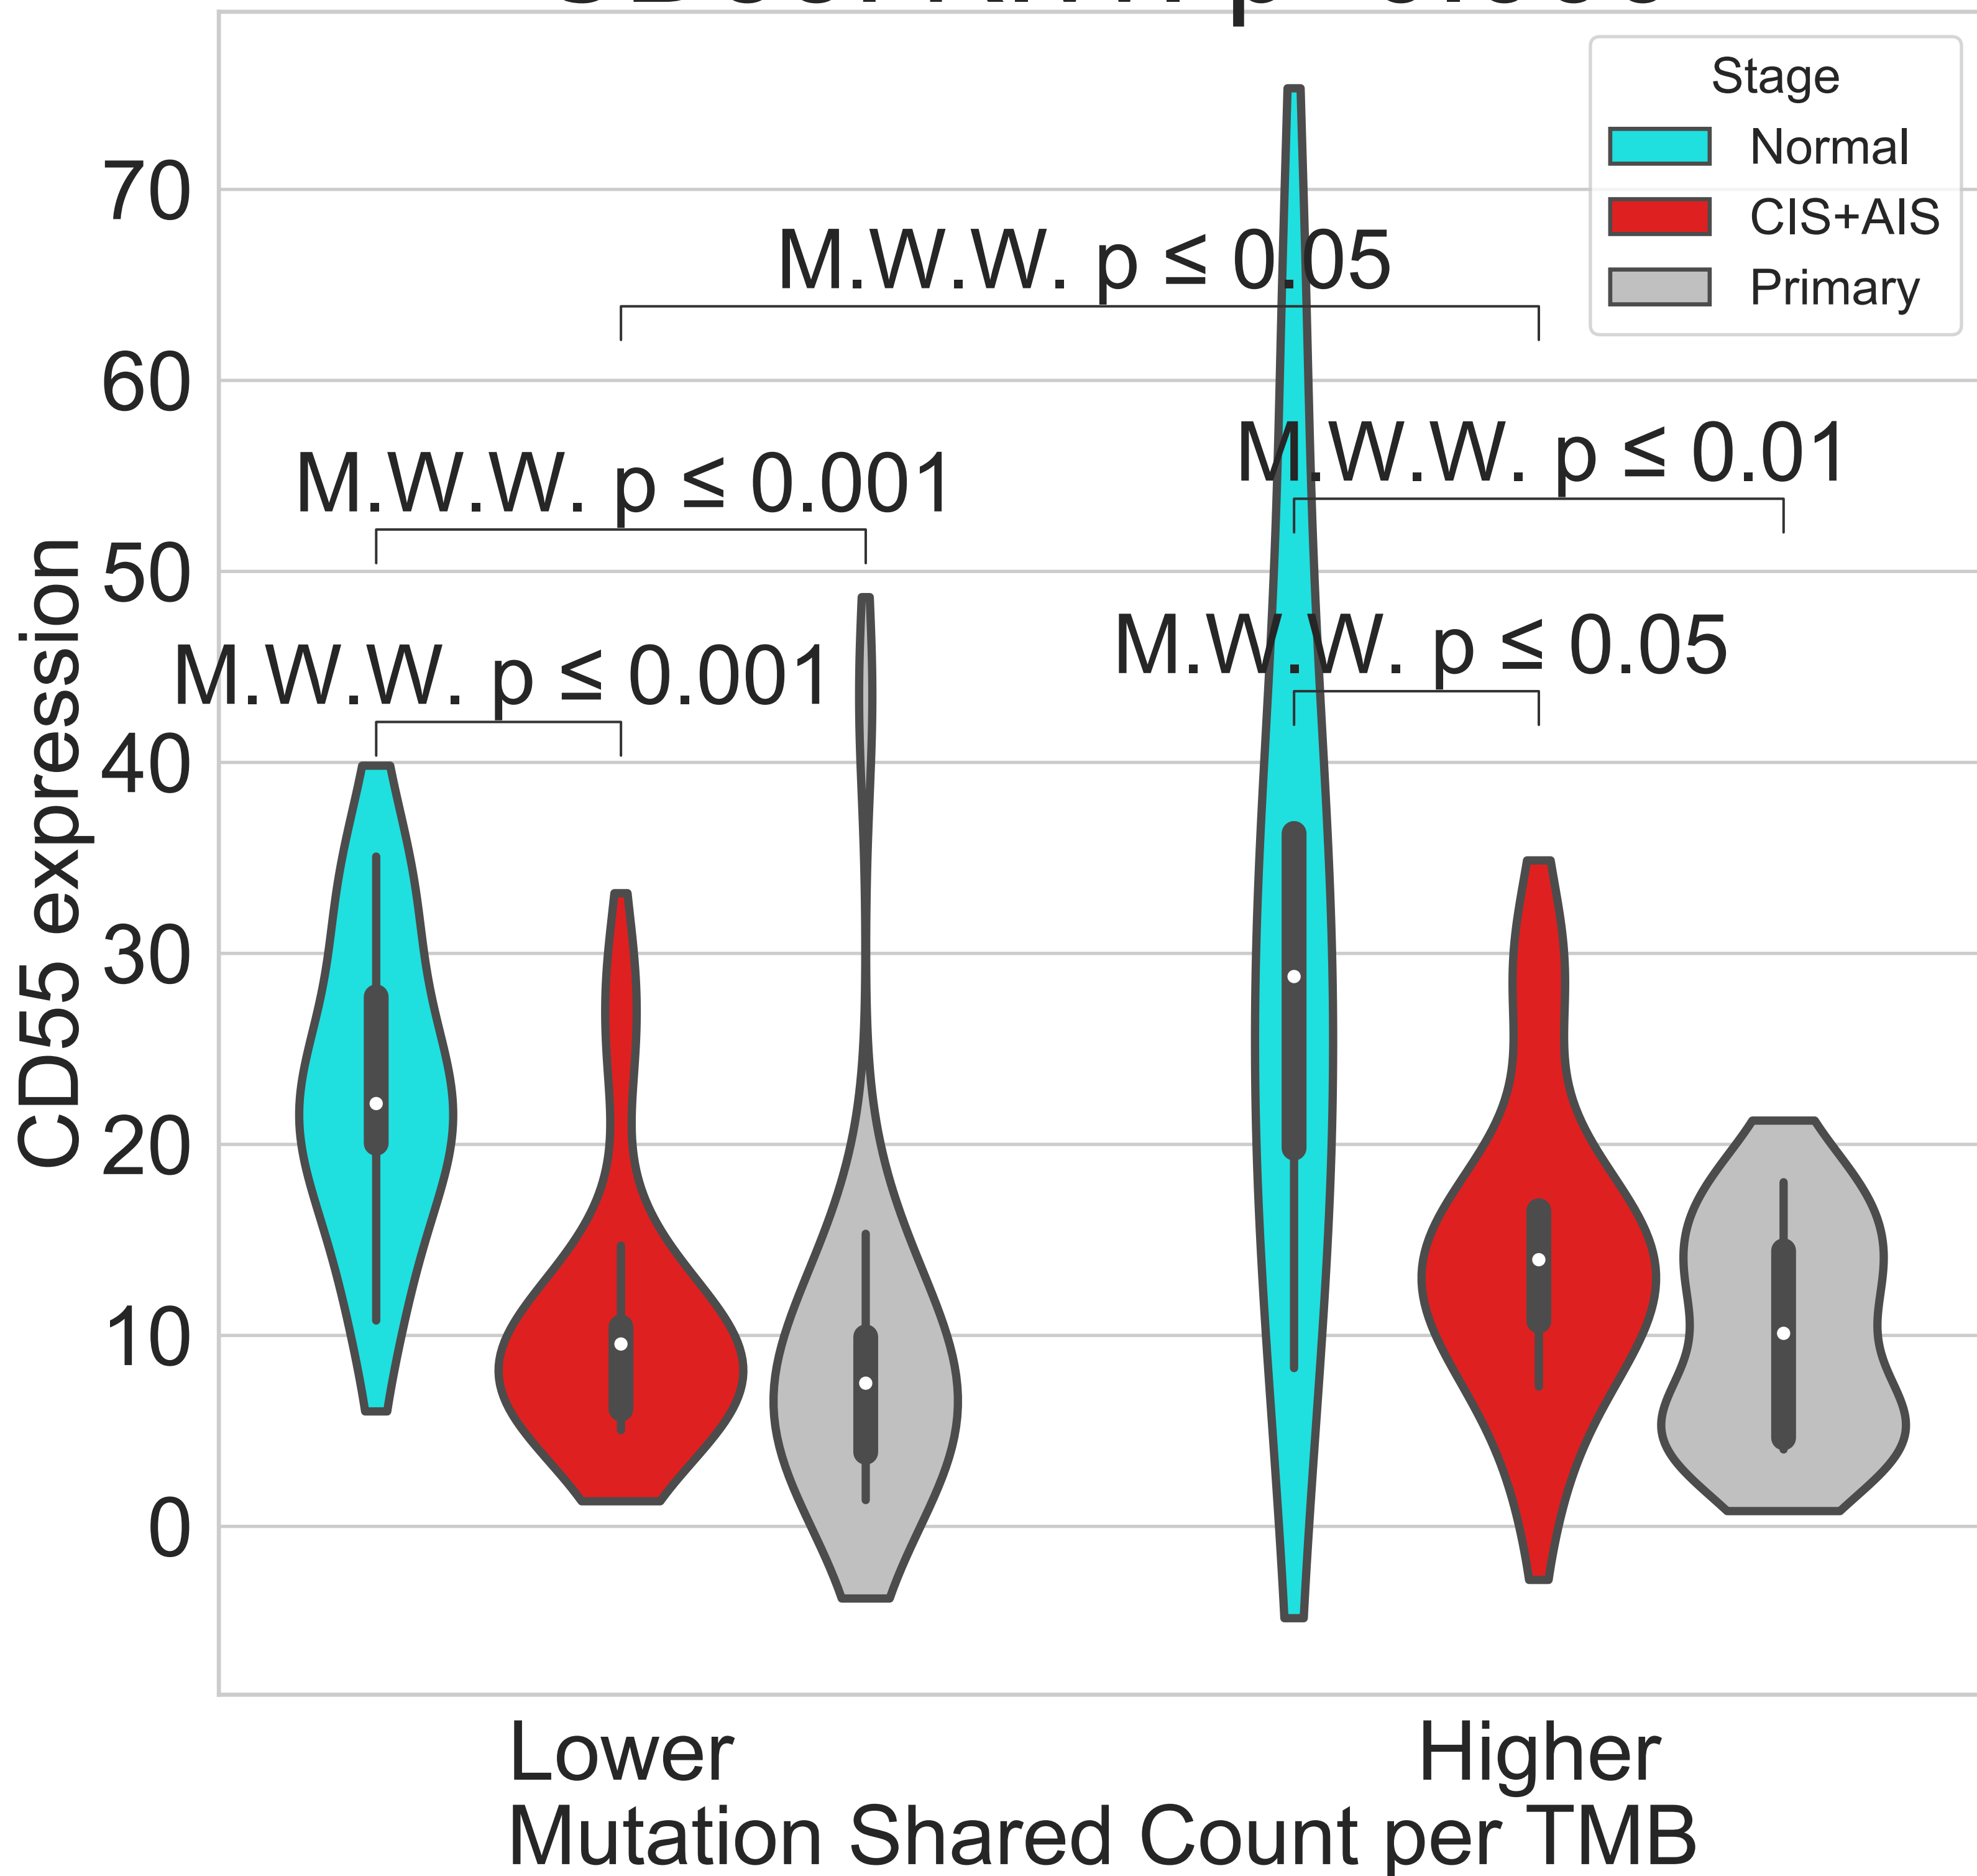 Stage
Normal
CIS+AIS
Primary
70
60
50
40
30
20
10
0
CD55 expression
M.W.W. p ≤ 0.05
M.W.W. p ≤ 0.01
M.W.W. p ≤ 0.001
M.W.W. p ≤ 0.05
M.W.W. p ≤ 0.001
Lower
Higher
Mutation Shared Count per TMB